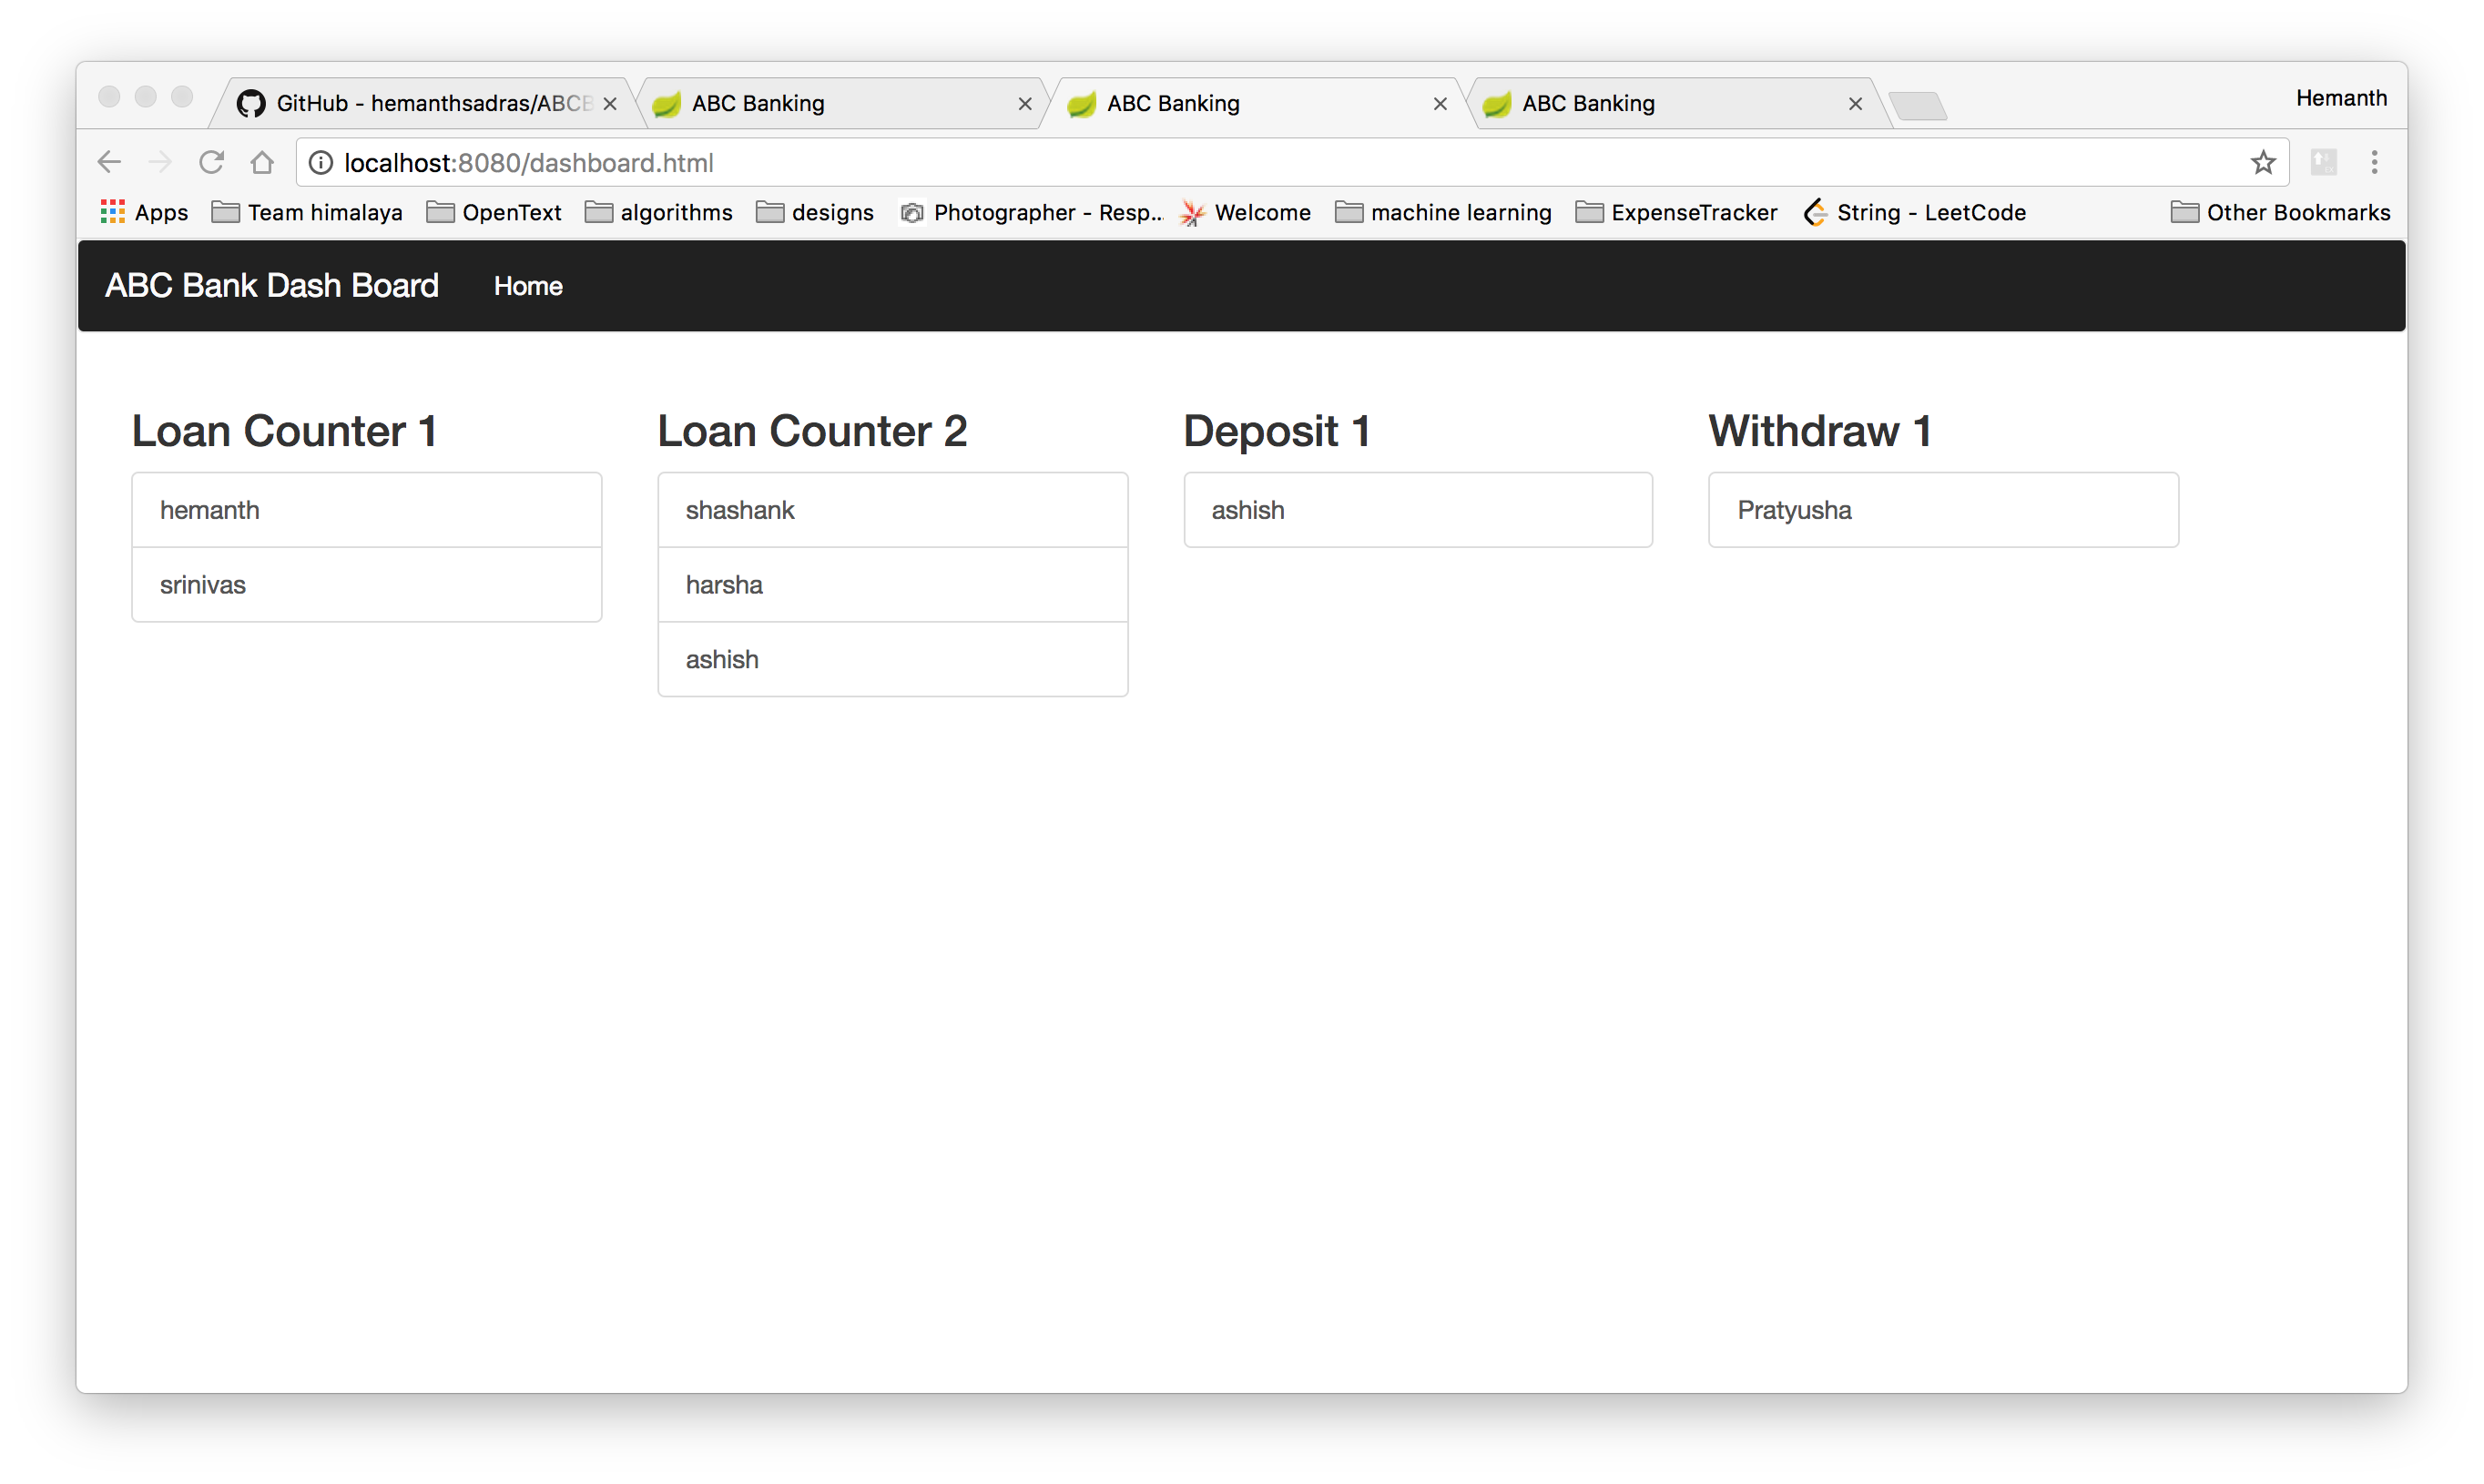 GitHub - hemanthsadras/ABCB ABC Banking ABC Banking ABC Banking Hemanth
localhost:8080/dashboard.html
Apps Team himalaya OpenText algorithms designs Photographer - Resp... Welcome machine learning ExpenseTracker String - LeetCode Other Bookmarks
ABC Bank Dash Board Home
Loan Counter 1
hemanth
srinivas
Loan Counter 2
shashank
harsha
ashish
Deposit 1
ashish
Withdraw 1
Pratyusha